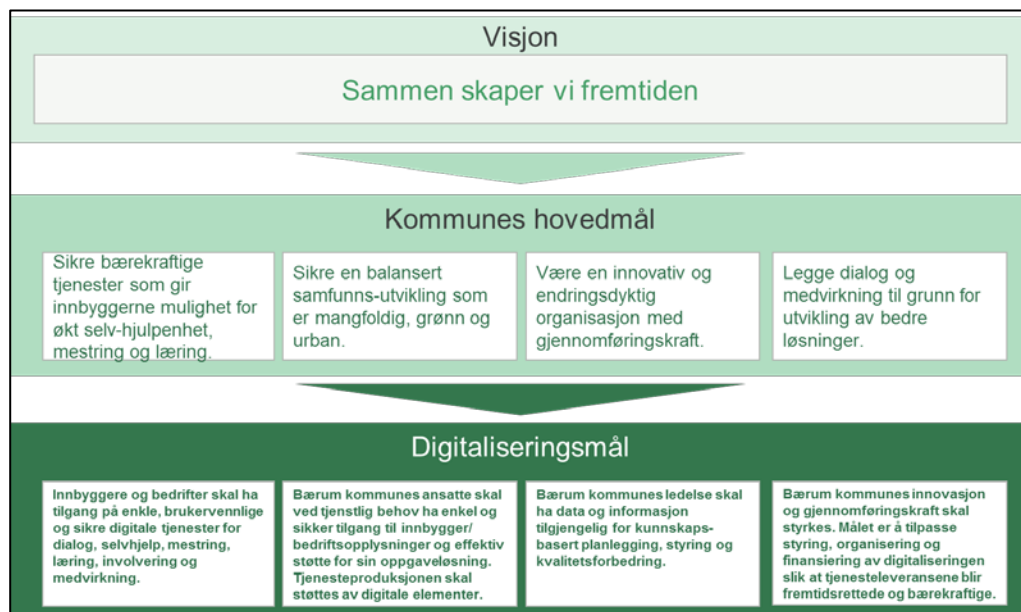 Visjon
Sammen skaper vi fremtiden
Kommunes hovedmål
Sikre bærekraftige
tjenester som gir
innbyggerne mulighet for
økt selv-hjulpenhet,
mestring og læring.
Sikre en balansert
samfunns-utvikling som
er mangfoldig, grønn og
urban.
Være en innovativ og
endringsdyktig
organisasjon med
gjennomføringskraft.
Legge dialog og
medvirkning til grunn for
utvikling av bedre
løsninger.
Digitaliseringsmål
Innbyggere og bedrifter skal ha
tilgang på enkle, brukervennlige
og sikre digitale tjenester for
dialog, selvhjelp, mestring,
læring, involvering og
medvirkning.
Bærum kommunes ansatte skal
ved tjenstlig behov ha enkel og
sikker tilgang til innbygger/
bedriftsopplysninger og effektiv
støtte for sin oppgaveløsning.
Tjenesteproduksjonen skal
støttes av digitale elementer.
Bærum kommunes ledelse skal
ha data og informasjon
tilgjengelig for kunnskaps-
basert planlegging, styring og
kvalitetsforbedring.
Bærum kommunes innovasjon
og gjennomføringskraft skal
styrkes. Målet er å tilpasse
styring, organisering og
finansiering av digitaliseringen
slik at tjenesteleveransene blir
fremtidsrettede og bærekraftige.